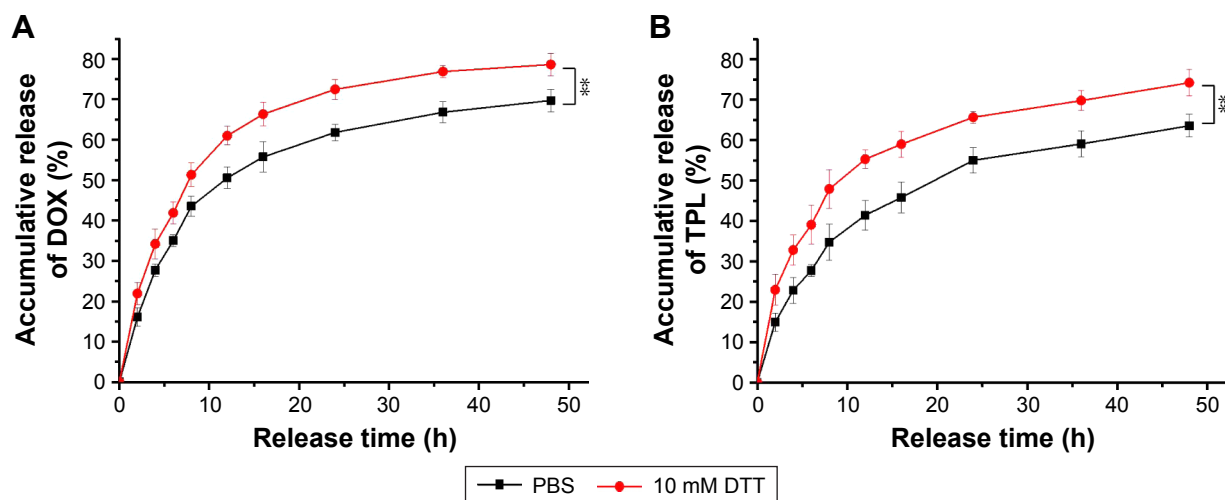 A
Accumulative release
of DOX (%)
80
70
60
50
40
30
20
10
0
0 10 20 30 40 50
Release time (h)
**
B
Accumulative release
of TPL (%)
80
70
60
50
40
30
20
10
0
0 10 20 30 40 50
Release time (h)
**
PBS 10 mM DTT